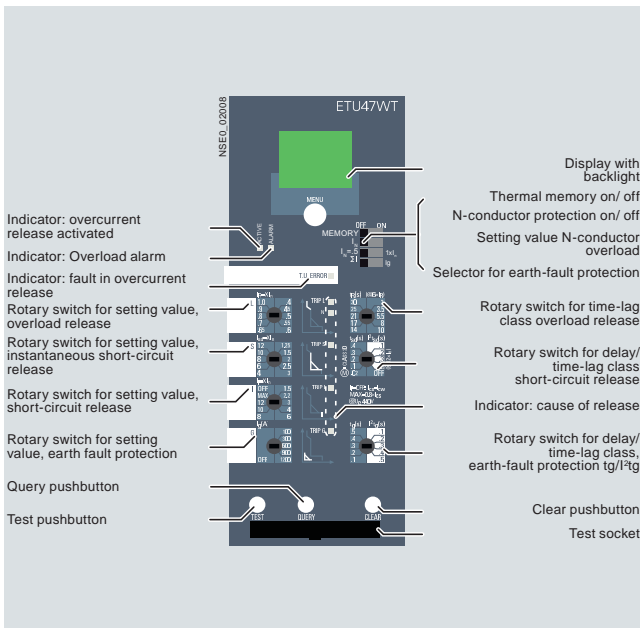 ETU47WT
NSE0_02008
MENU
OFF ON
MEMORY
ACTIVE
ALARM
T.U_ERROR
TEST
QUERY
CLEAR
Indicator: overcurrent
release activated
Indicator: Overload alarm
Indicator: fault in overcurrent
release
Rotary switch for setting value,
overload release
Rotary switch for setting value,
instantaneous short-circuit
release
Rotary switch for setting value,
short-circuit release
Rotary switch for setting
value, earth fault protection
Query pushbutton
Test pushbutton
Display with
backlight
Thermal memory on/ off
N-conductor protection on/ off
Setting value N-conductor
overload
Selector for earth-fault protection
Rotary switch for time-lag
class overload release
Rotary switch for delay/
time-lag class
short-circuit release
Indicator: cause of release
Rotary switch for delay/
time-lag class,
earth-fault protection tg/I²tg
Clear pushbutton
Test socket